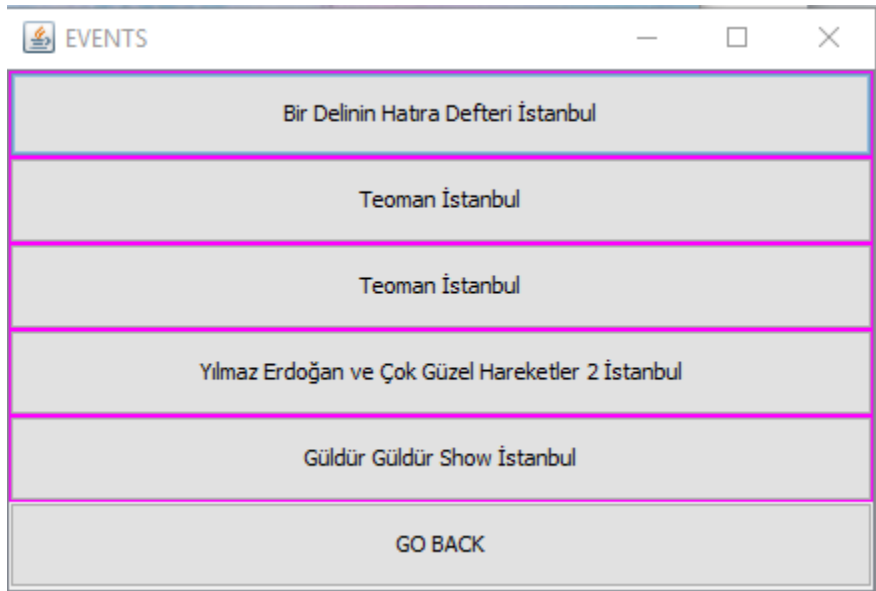 EVENTS
Bir Delinin Hatıra Defteri İstanbul
Teoman İstanbul
Teoman İstanbul
Yılmaz Erdoğan ve Çok Güzel Hareketler 2 İstanbul
Güldür Güldür Show İstanbul
GO BACK